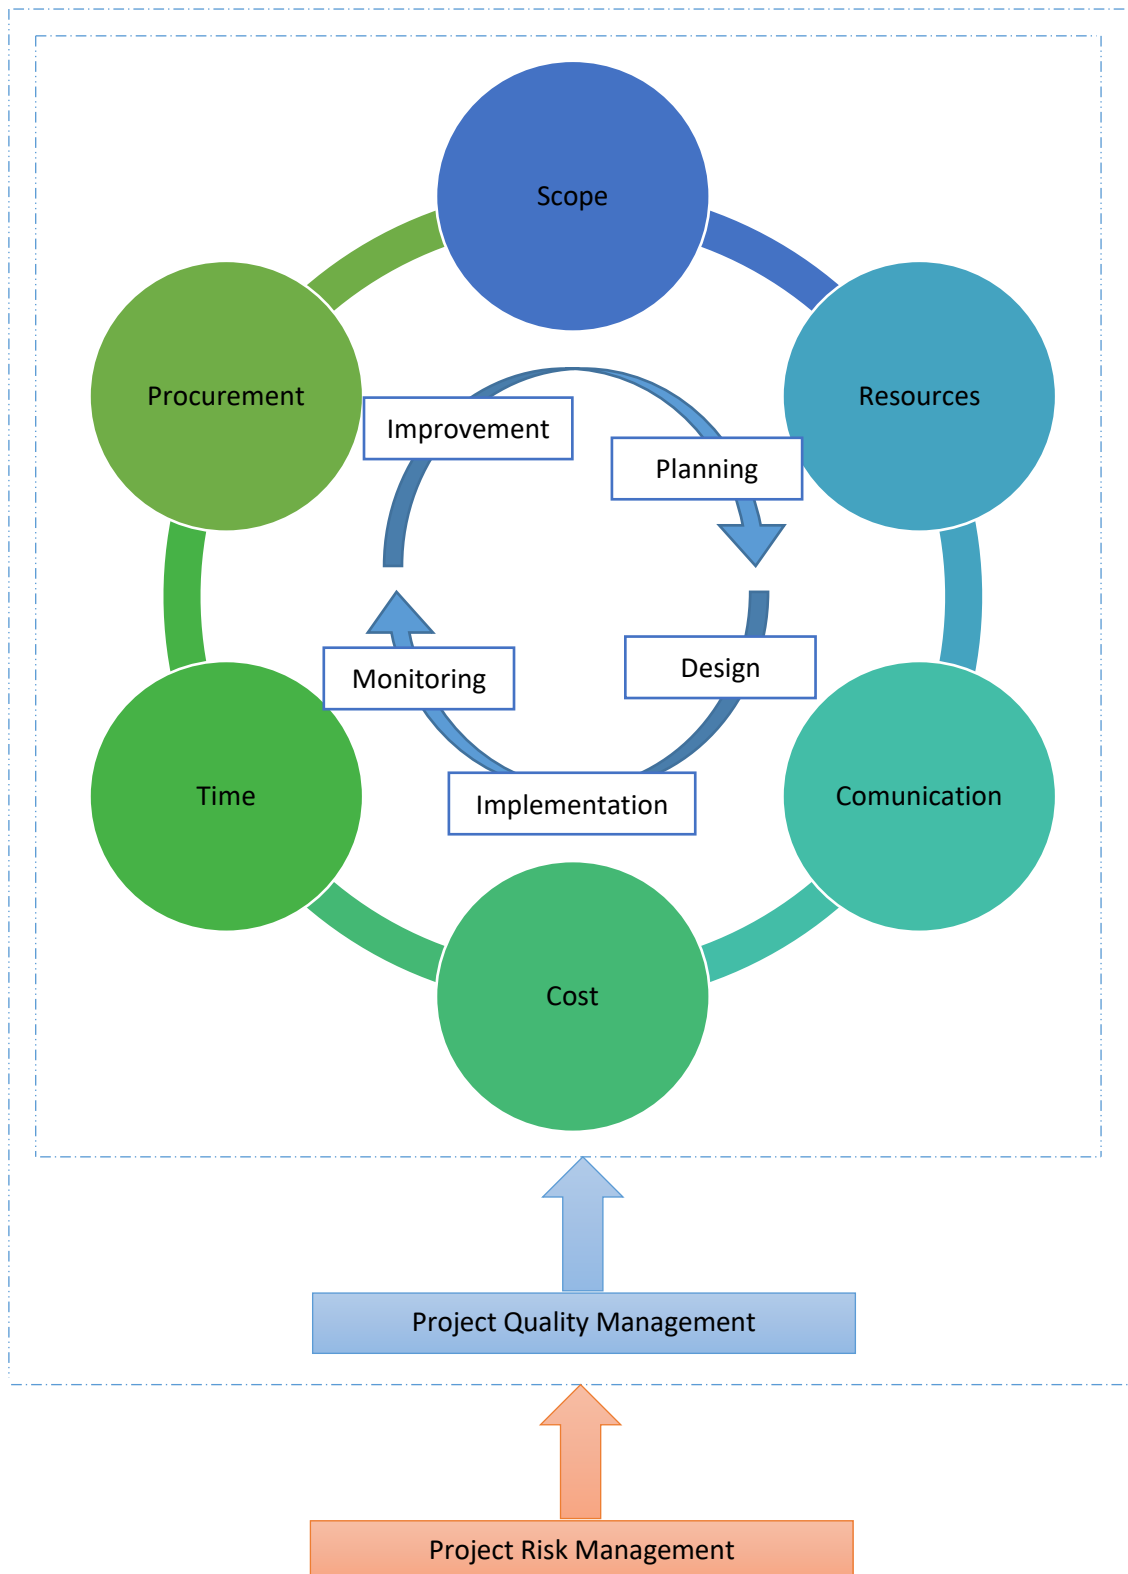 Scope
Procurement
Resources
Improvement
Planning
Monitoring
Design
Time
Implementation
Comunication
Cost
Project Quality Management
Project Risk Management